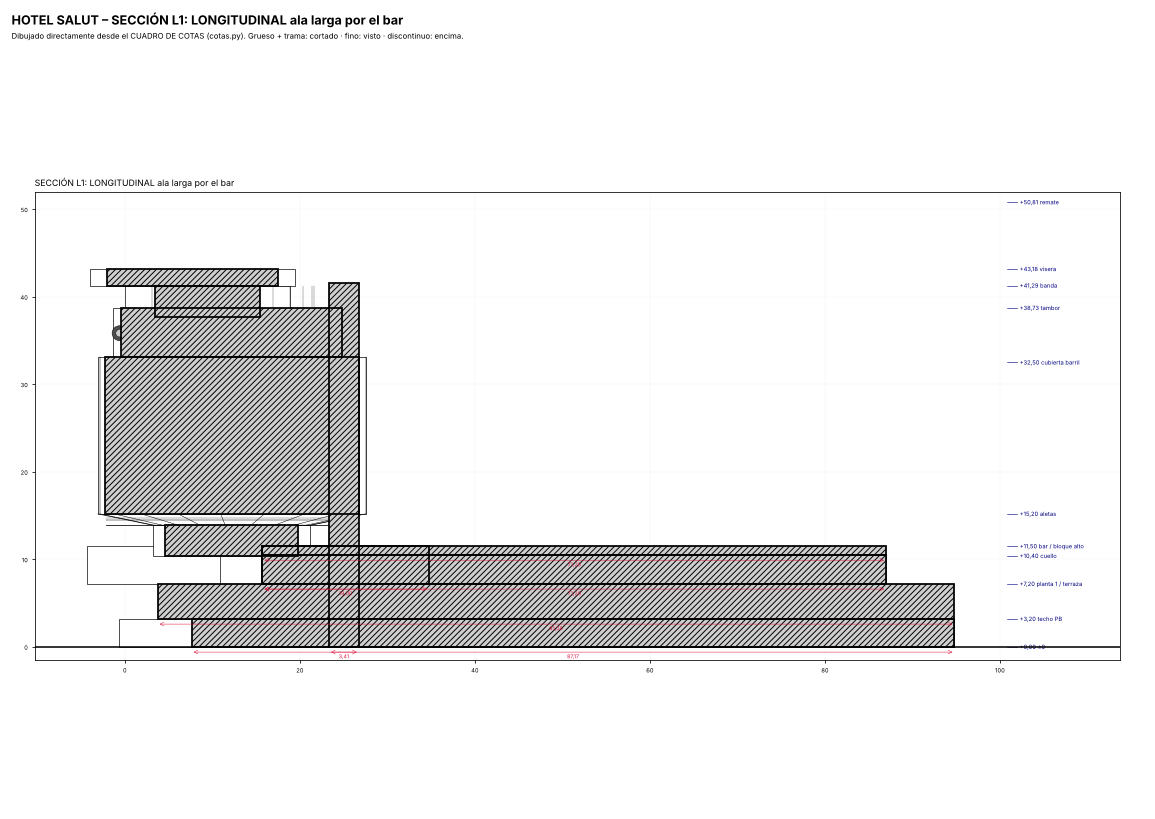 HOTEL SALUT – SECCIÓN L1: LONGITUDINAL ala larga por el bar
Dibujado directamente desde el CUADRO DE COTAS (cotas.py). Grueso + trama: cortado · fino: visto · discontinuo: encima.
SECCIÓN L1: LONGITUDINAL ala larga por el bar
50
+50,81 remate
+43,18 visera
+41,29 banda
40
+38,73 tambor
+32,50 cubierta barril
30
20
+15,20 aletas
+11,50 bar / bloque alto
+10,40 cuello
10
+7,20 planta 1 / terraza
+3,20 techo PB
0
3,41
87,17
0
20
40
60
80
100